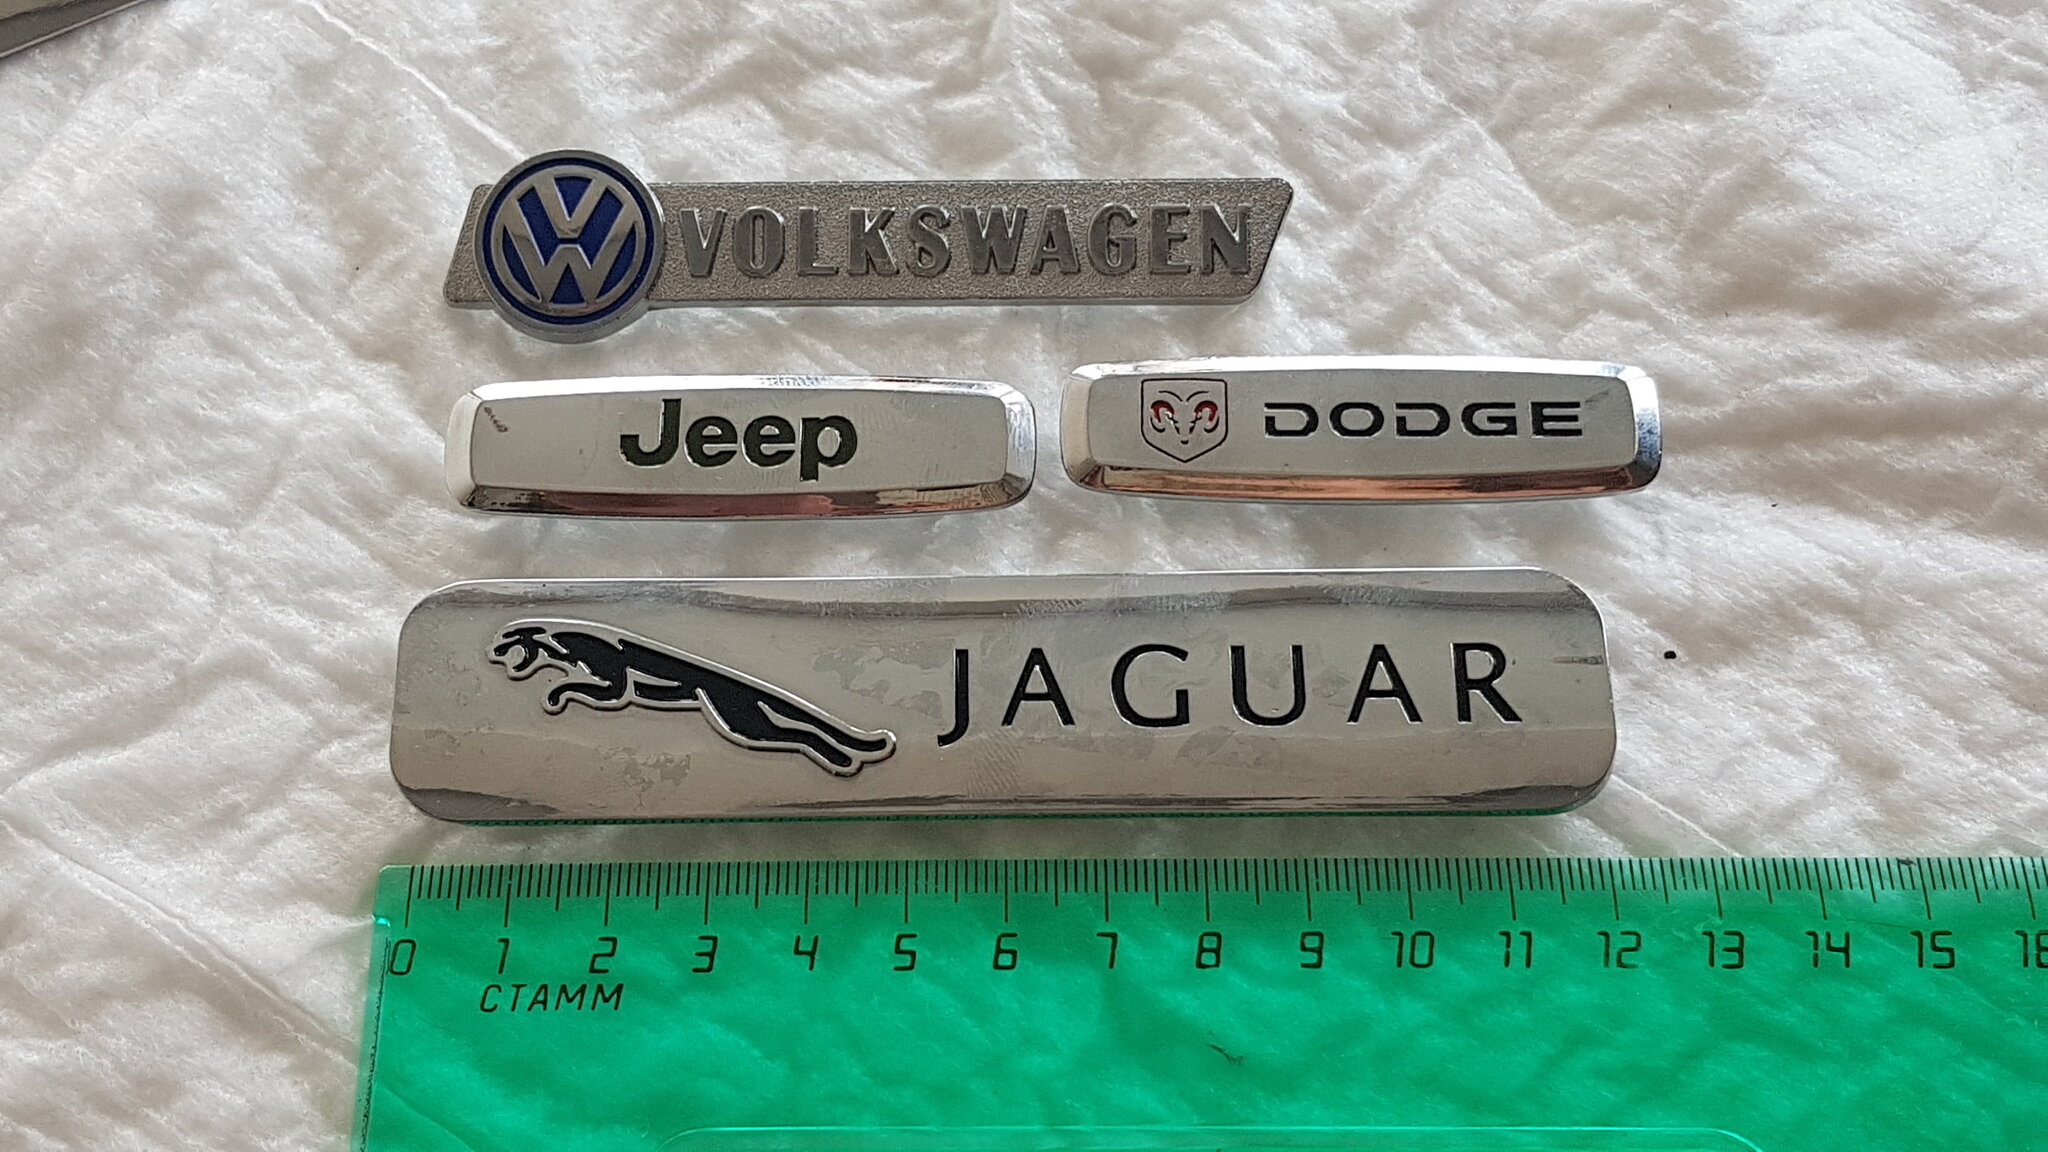 VW VOLKSWAGEN
Jeep
DODGE
JAGUAR
0 1 2 3 4 5 6 7 8 9 10 11 12 13 14 15 16
СТАММ